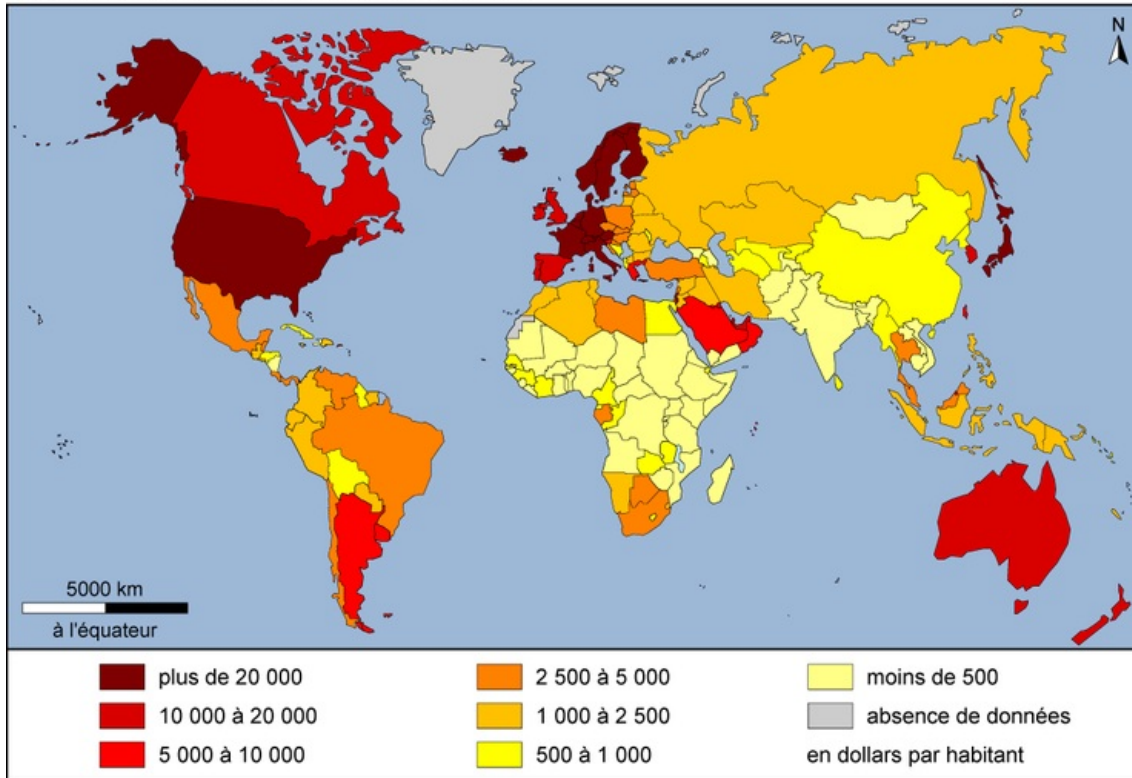 N
5000 km
à l'équateur
plus de 20 000
10 000 à 20 000
5 000 à 10 000
2 500 à 5 000
1 000 à 2 500
500 à 1 000
moins de 500
absence de données
en dollars par habitant